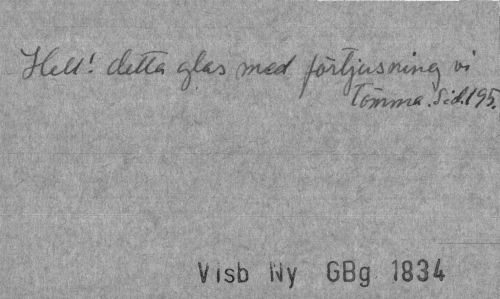 Hell! detta glas med förtjusning vi
tömma. Sid. 195.
Visb Ny GBg 1834